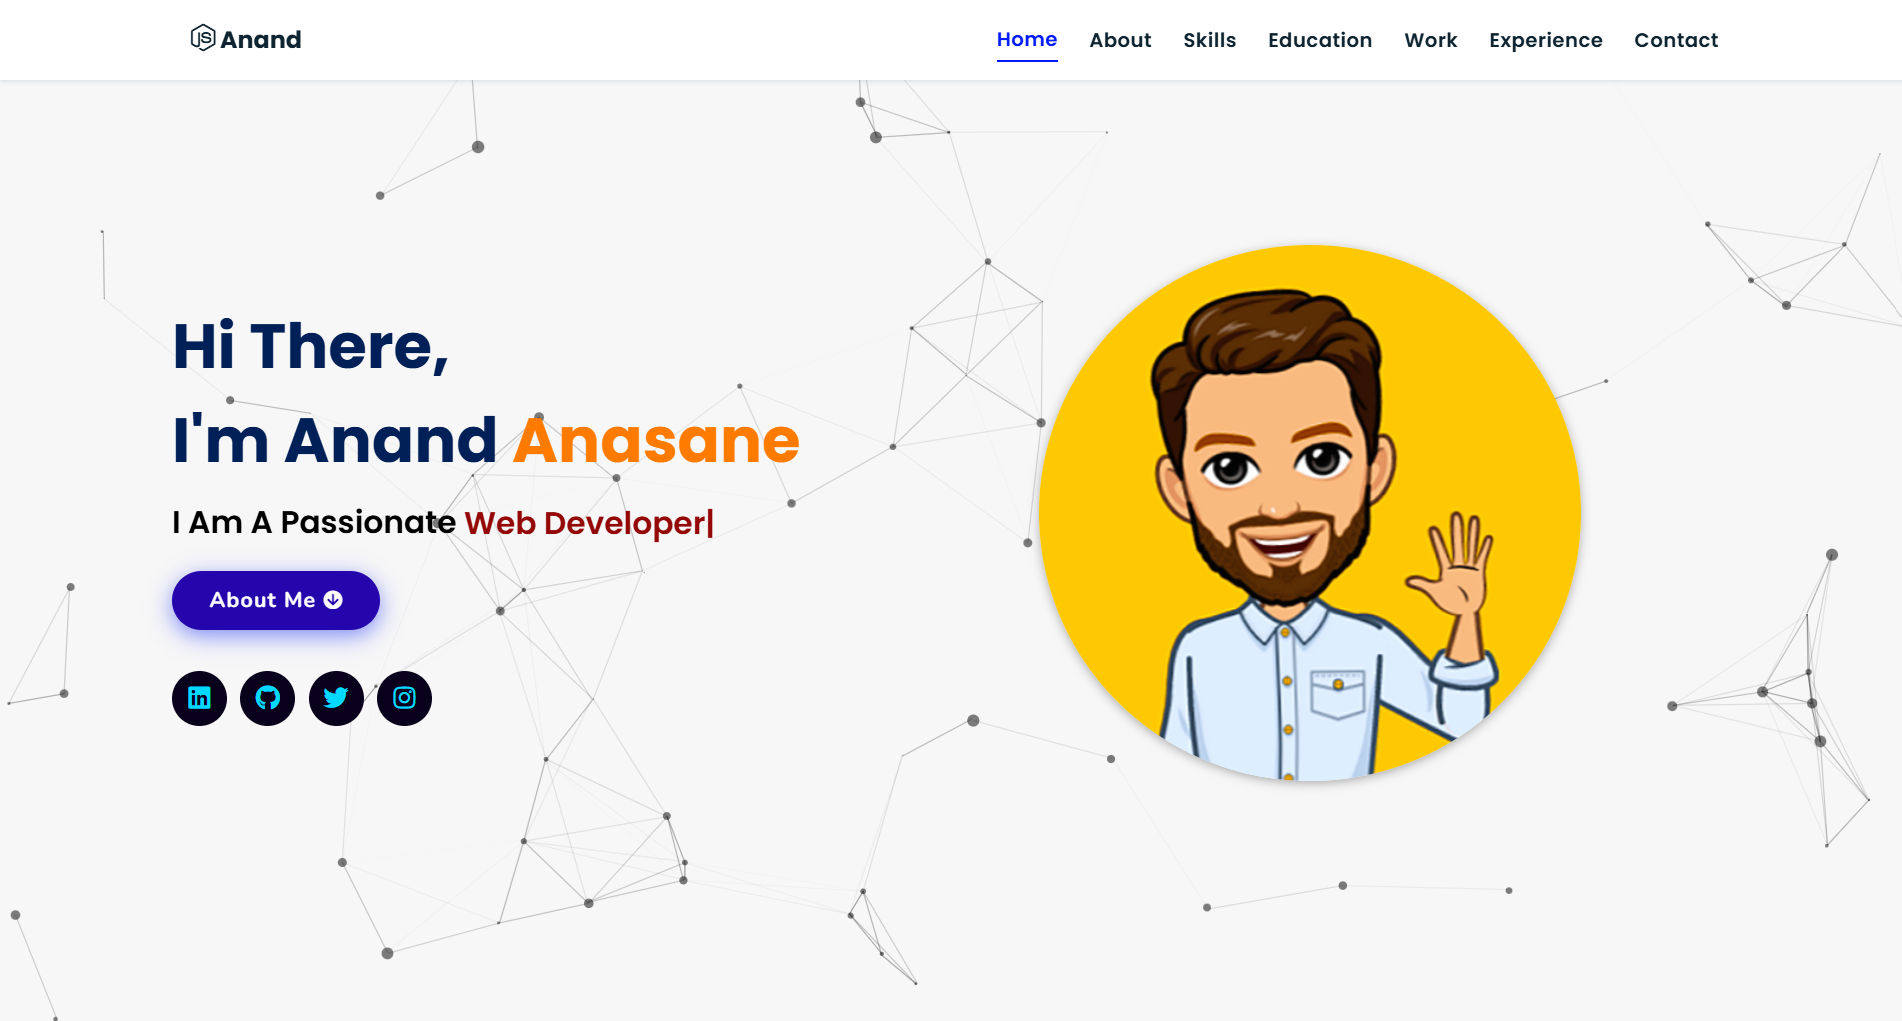 Anand
Home About Skills Education Work Experience Contact
Hi There,
I'm Anand Anasane
I Am A Passionate Web Developer|
About Me